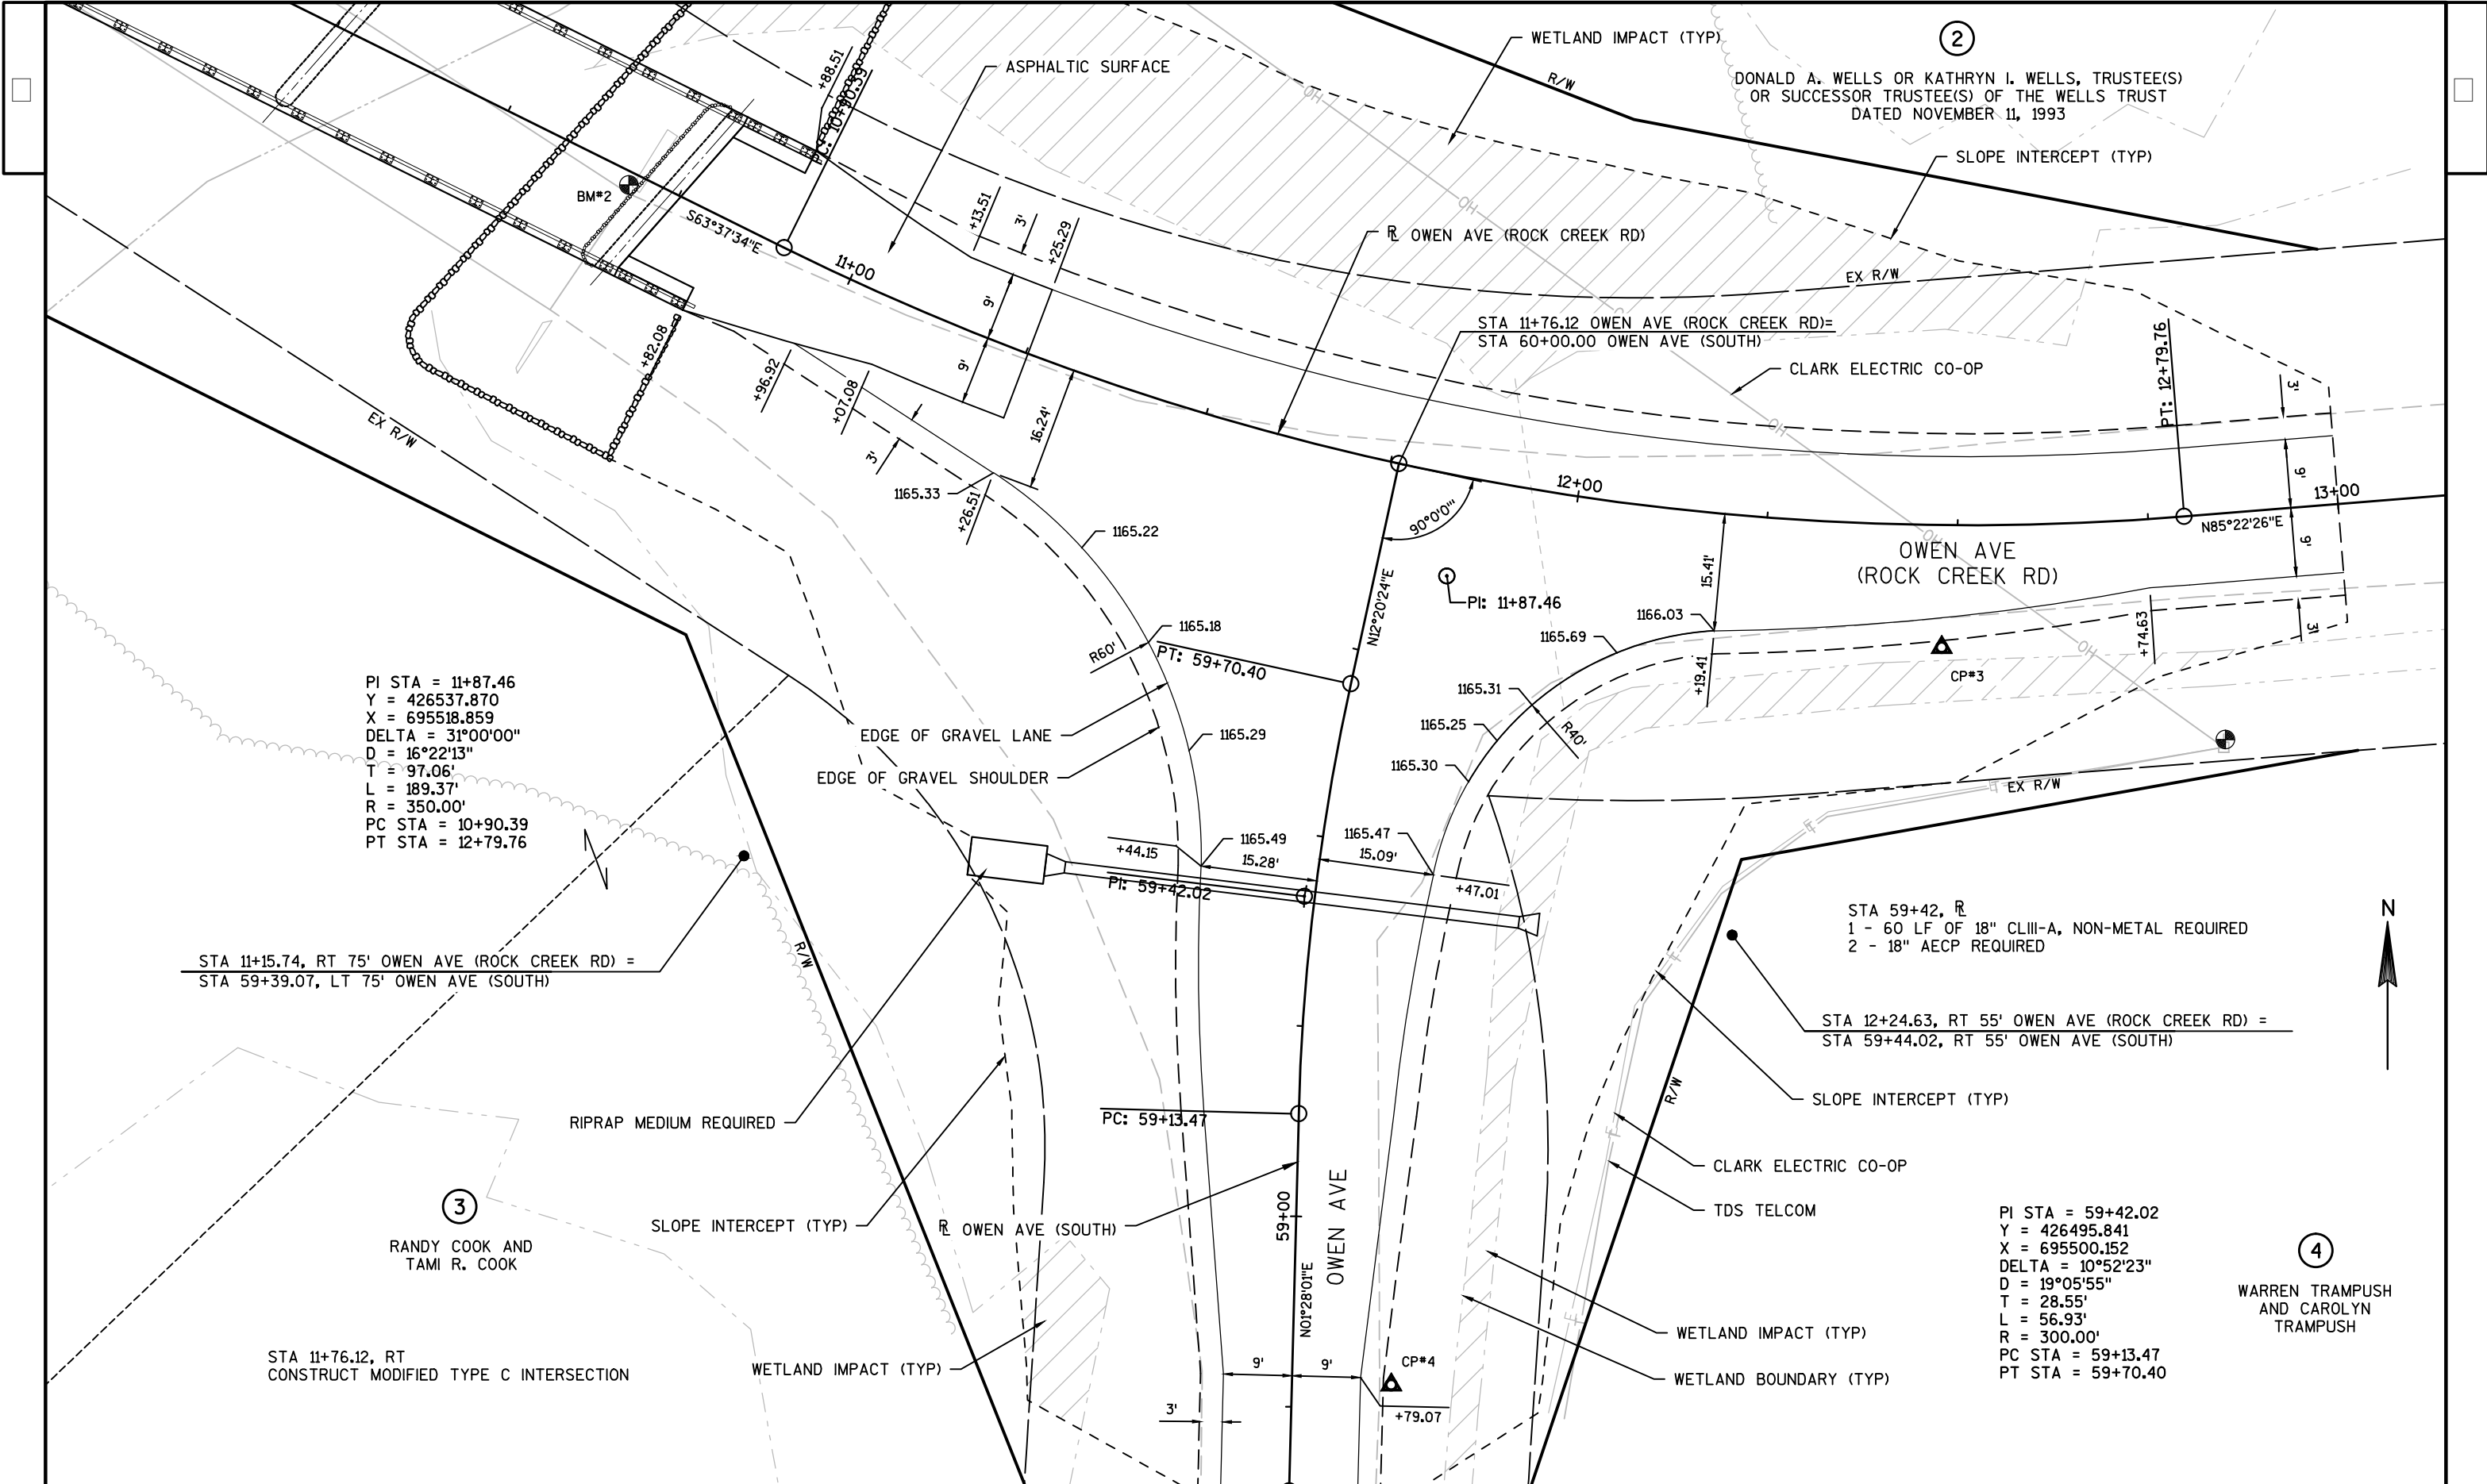 WETLAND IMPACT (TYP)
2
DONALD A. WELLS OR KATHRYN I. WELLS, TRUSTEE(S)
OR SUCCESSOR TRUSTEE(S) OF THE WELLS TRUST
DATED NOVEMBER 11, 1993
R/W
ASPHALTIC SURFACE
+88.51
SLOPE INTERCEPT (TYP)
BM#2
S63°37'34"E
11+00
+13.51
3'
+25.29
9'
9'
℞ OWEN AVE (ROCK CREEK RD)
EX R/W
OH
OH
OH
OH
OH
STA 11+76.12 OWEN AVE (ROCK CREEK RD)=
STA 60+00.00 OWEN AVE (SOUTH)
CLARK ELECTRIC CO-OP
PT: 12+79.76
3'
9'
13+00
N85°22'26"E
9'
3'
+82.08
+96.92
+07.08
3'
16.24'
EX R/W
1165.33
+26.51
1165.22
12+00
90°0'0"
OWEN AVE
(ROCK CREEK RD)
15.41'
N12°20'24"E
PI: 11+87.46
1166.03
1165.69
+74.63
+19.41
CP#3
1165.18
R60'
PT: 59+70.40
1165.31
1165.25
R40'
1165.30
PI STA = 11+87.46
Y = 426537.870
X = 695518.859
DELTA = 31°00'00"
D = 16°22'13"
T = 97.06'
L = 189.37'
R = 350.00'
PC STA = 10+90.39
PT STA = 12+79.76
EDGE OF GRAVEL LANE
1165.29
EDGE OF GRAVEL SHOULDER
EX R/W
1165.49
+44.15
15.28'
1165.47
15.09'
PI: 59+42.02
+47.01
STA 59+42, ℞
1 - 60 LF OF 18" CLIII-A, NON-METAL REQUIRED
2 - 18" AECP REQUIRED
N
R/W
STA 11+15.74, RT 75' OWEN AVE (ROCK CREEK RD) =
STA 59+39.07, LT 75' OWEN AVE (SOUTH)
STA 12+24.63, RT 55' OWEN AVE (ROCK CREEK RD) =
STA 59+44.02, RT 55' OWEN AVE (SOUTH)
R/W
SLOPE INTERCEPT (TYP)
RIPRAP MEDIUM REQUIRED
PC: 59+13.47
CLARK ELECTRIC CO-OP
TDS TELCOM
3
RANDY COOK AND
TAMI R. COOK
SLOPE INTERCEPT (TYP)
℞ OWEN AVE (SOUTH)
59+00
OWEN AVE
N01°28'01"E
PI STA = 59+42.02
Y = 426495.841
X = 695500.152
DELTA = 10°52'23"
D = 19°05'55"
T = 28.55'
L = 56.93'
R = 300.00'
PC STA = 59+13.47
PT STA = 59+70.40
4
WARREN TRAMPUSH
AND CAROLYN
TRAMPUSH
WETLAND IMPACT (TYP)
WETLAND BOUNDARY (TYP)
STA 11+76.12, RT
CONSTRUCT MODIFIED TYPE C INTERSECTION
WETLAND IMPACT (TYP)
9'
9'
CP#4
3'
+79.07